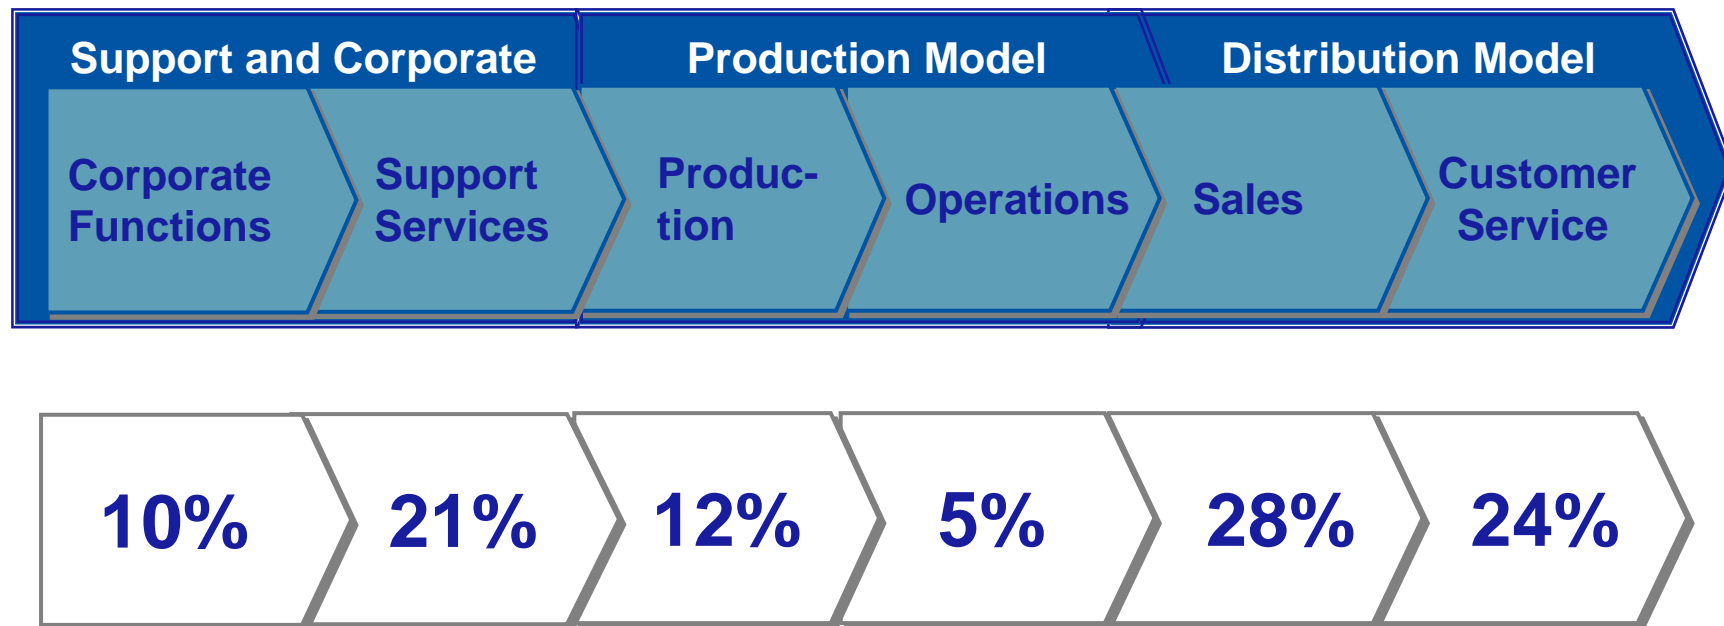 Support and Corporate
Production Model
Distribution Model
Corporate
Functions
Support
Services
Produc-
tion
Operations
Sales
Customer
Service
10%
21%
12%
5%
28%
24%